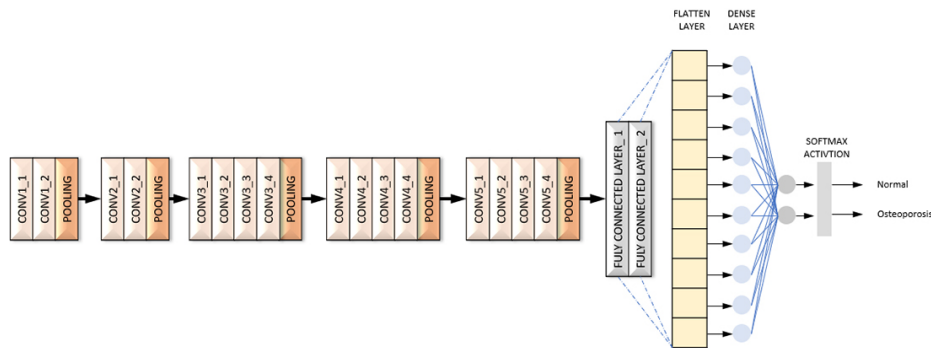 FLATTEN
LAYER
DENSE
LAYER
CONV1_1
CONV1_2
POOLING
CONV2_1
CONV2_2
POOLING
CONV3_1
CONV3_2
CONV3_3
CONV3_4
POOLING
CONV4_1
CONV4_2
CONV4_3
CONV4_4
POOLING
CONV5_1
CONV5_2
CONV5_3
CONV5_4
POOLING
FULY CONNECTED LAYER_1
FULY CONNECTED LAYER_2
SOFTMAX
ACTIVTION
Normal
Osteoporosis